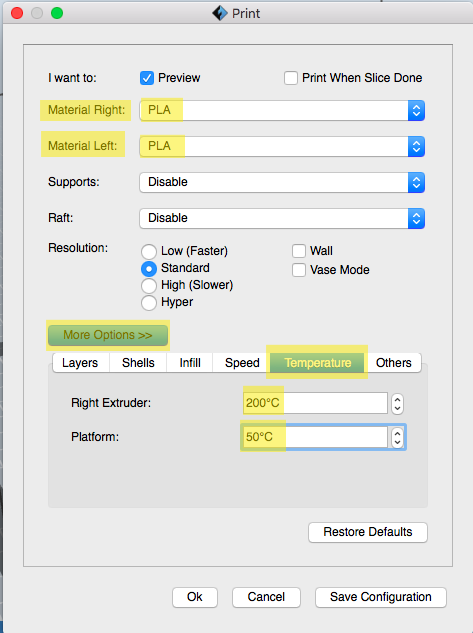 Print
I want to: Preview Print When Slice Done
Material Right: PLA
Material Left: PLA
Supports: Disable
Raft: Disable
Resolution: Low (Faster) Wall
Standard Vase Mode
High (Slower)
Hyper
More Options >>
Layers Shells Infill Speed Temperature Others
Right Extruder: 200°C
Platform: 50°C
Restore Defaults
Ok Cancel Save Configuration